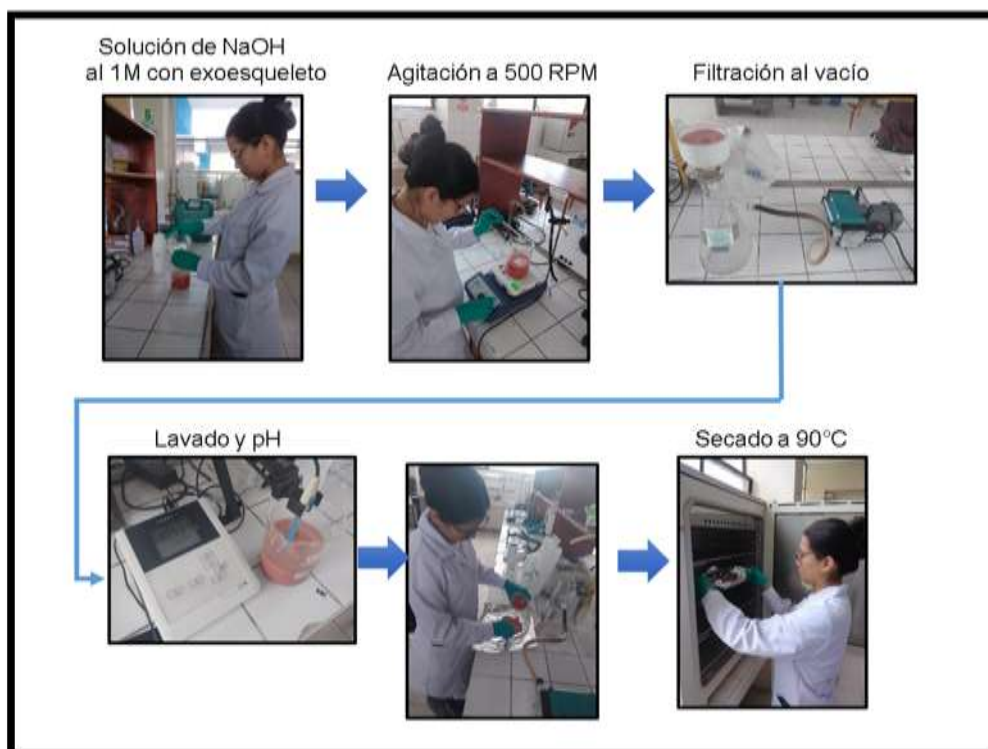 Solución de NaOH
al 1M con exoesqueleto
Agitación a 500 RPM
Filtración al vacío
Lavado y pH
Secado a 90°C